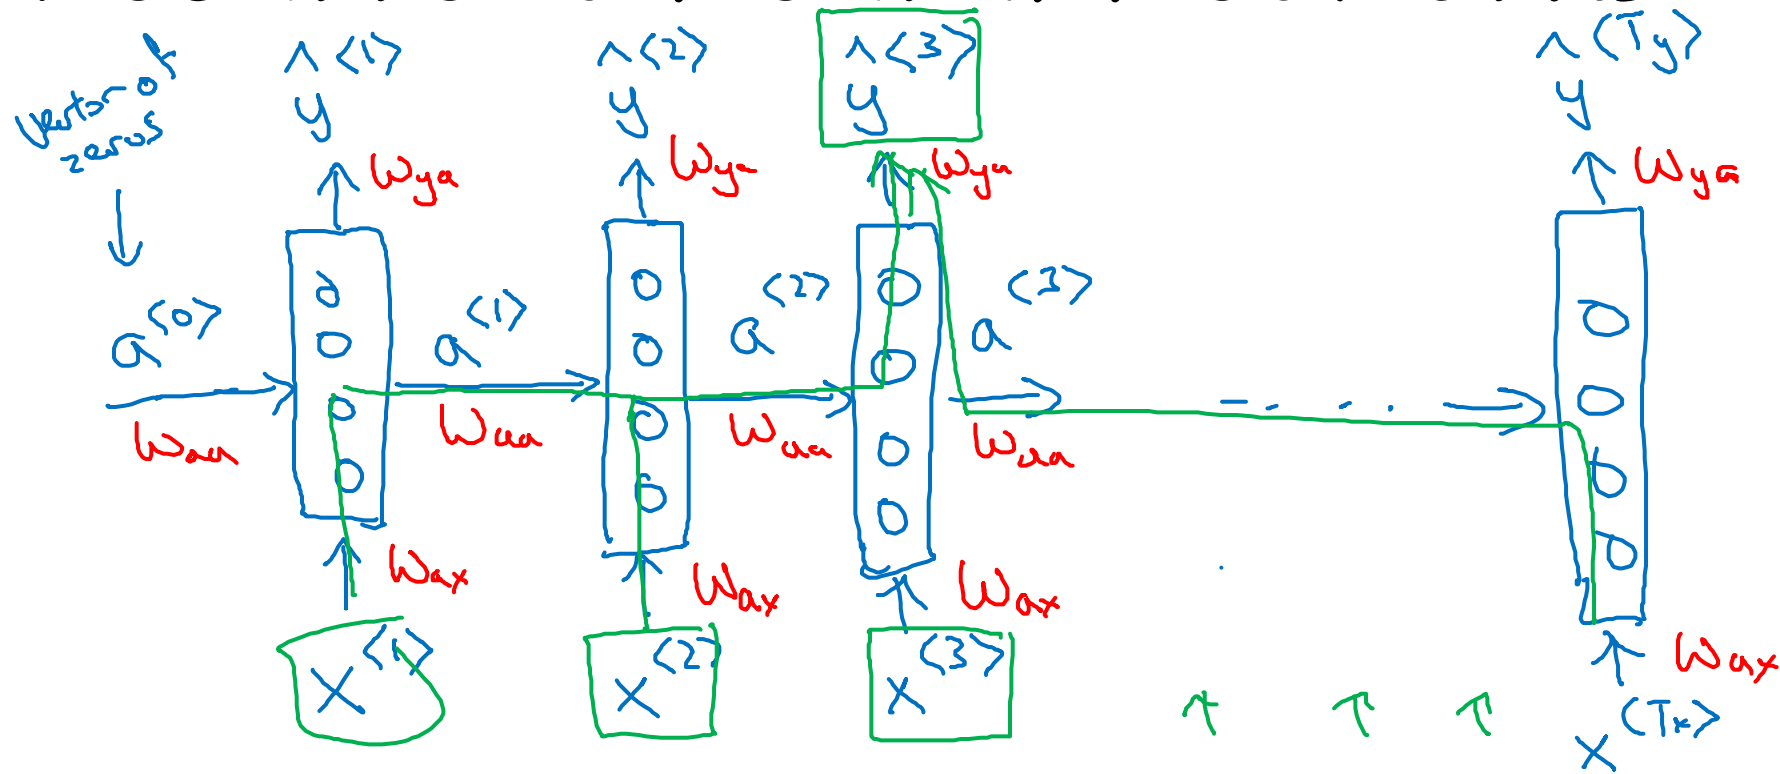 vector of
zeros
ŷ<1> ŷ<2> ŷ<3> ŷ<Ty>
Wya Wya Wya Wya
a<0> a<1> a<2> a<3>
Waa Waa Waa Waa
Wax Wax Wax Wax
x<1> x<2> x<3> x<Tx>